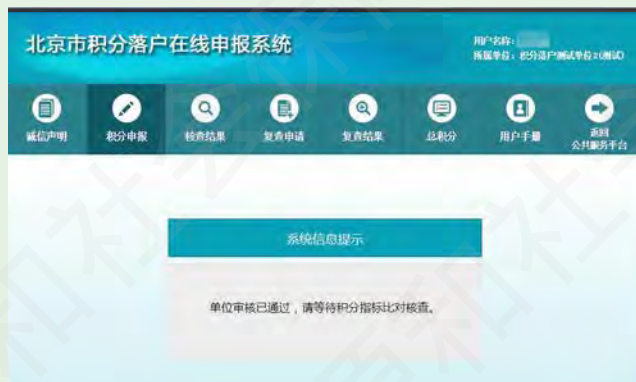 北京市积分落户在线申报系统
用户名称：
所属单位：积分落户测试单位2(测试)
诚信声明
积分申报
核查结果
复查申请
复查结果
总积分
用户手册
返回
公共服务平台
系统信息提示
单位审核已通过，请等待积分指标比对核查。